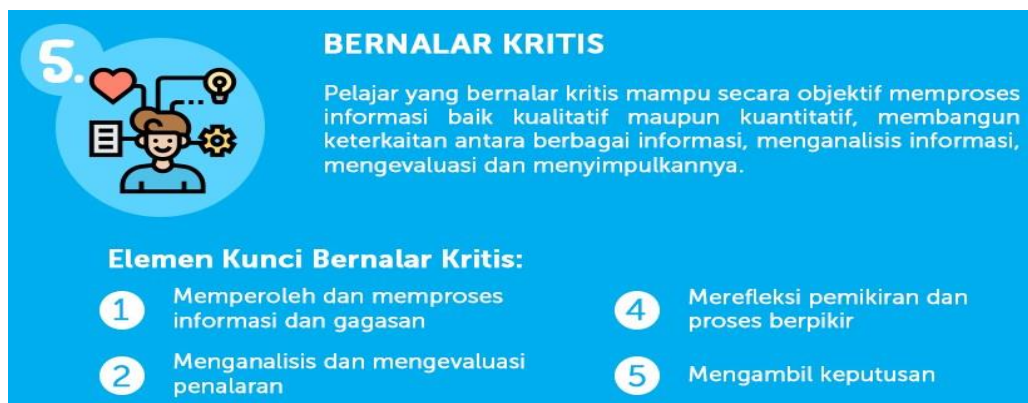 5.
BERNALAR KRITIS
Pelajar yang bernalar kritis mampu secara objektif memproses
informasi baik kualitatif maupun kuantitatif, membangun
keterkaitan antara berbagai informasi, menganalisis informasi,
mengevaluasi dan menyimpulkannya.
Elemen Kunci Bernalar Kritis:
1 Memperoleh dan memproses
informasi dan gagasan
2 Menganalisis dan mengevaluasi
penalaran
4 Merefleksi pemikiran dan
proses berpikir
5 Mengambil keputusan